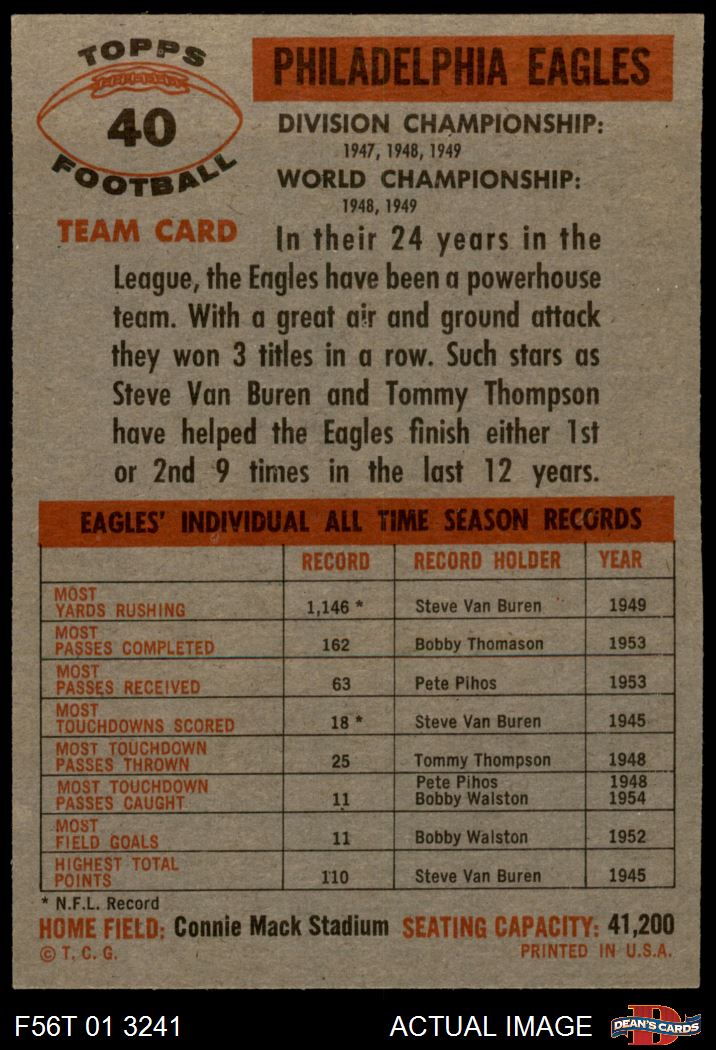 TOPPS
40
FOOTBALL
TEAM CARD
PHILADELPHIA EAGLES
DIVISION CHAMPIONSHIP:
1947, 1948, 1949
WORLD CHAMPIONSHIP:
1948, 1949
In their 24 years in the
League, the Eagles have been a powerhouse
team. With a great air and ground attack
they won 3 titles in a row. Such stars as
Steve Van Buren and Tommy Thompson
have helped the Eagles finish either 1st
or 2nd 9 times in the last 12 years.
EAGLES' INDIVIDUAL ALL TIME SEASON RECORDS
RECORD RECORD HOLDER YEAR
MOST
YARDS RUSHING 1,146 * Steve Van Buren 1949
MOST
PASSES COMPLETED 162 Bobby Thomason 1953
MOST
PASSES RECEIVED 63 Pete Pihos 1953
MOST
TOUCHDOWNS SCORED 18 * Steve Van Buren 1945
MOST TOUCHDOWN
PASSES THROWN 25 Tommy Thompson 1948
MOST TOUCHDOWN Pete Pihos 1948
PASSES CAUGHT 11 Bobby Walston 1954
MOST
FIELD GOALS 11 Bobby Walston 1952
HIGHEST TOTAL
POINTS 110 Steve Van Buren 1945
* N.F.L. Record
HOME FIELD: Connie Mack Stadium SEATING CAPACITY: 41,200
© T. C. G. PRINTED IN U.S.A.
F56T 01 3241 ACTUAL IMAGE D DEAN'S CARDS